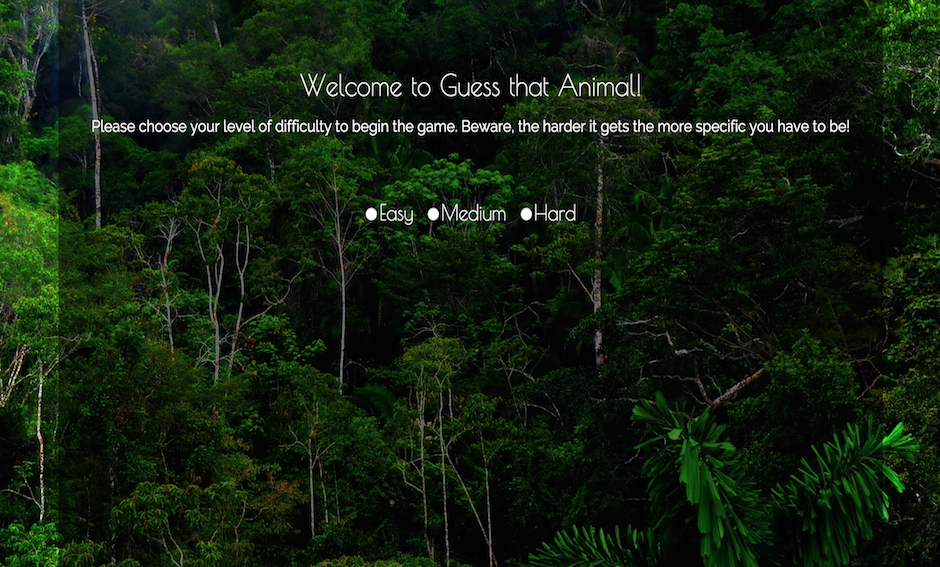 Welcome to Guess that Animal!
Please choose your level of difficulty to begin the game. Beware, the harder it gets the more specific you have to be!
Easy Medium Hard